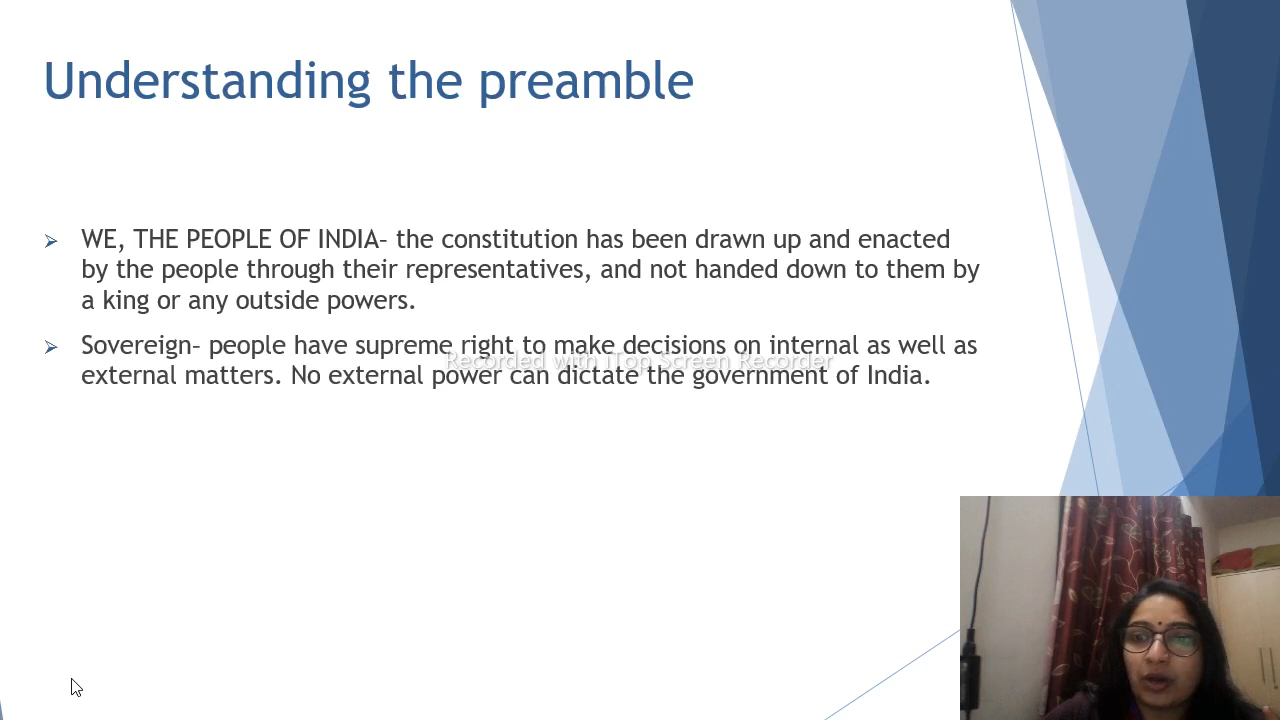 Understanding the preamble
WE, THE PEOPLE OF INDIA– the constitution has been drawn up and enacted
by the people through their representatives, and not handed down to them by
a king or any outside powers.
Sovereign– people have supreme right to make decisions on internal as well as
Recorded with iTop Screen Recorder
external matters. No external power can dictate the government of India.